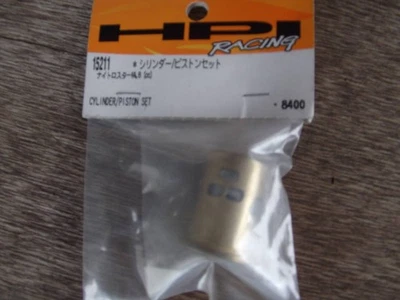 HPI
RACING
15211 * シリンダー/ピストンセット
CYLINDER/PISTON SET
8400